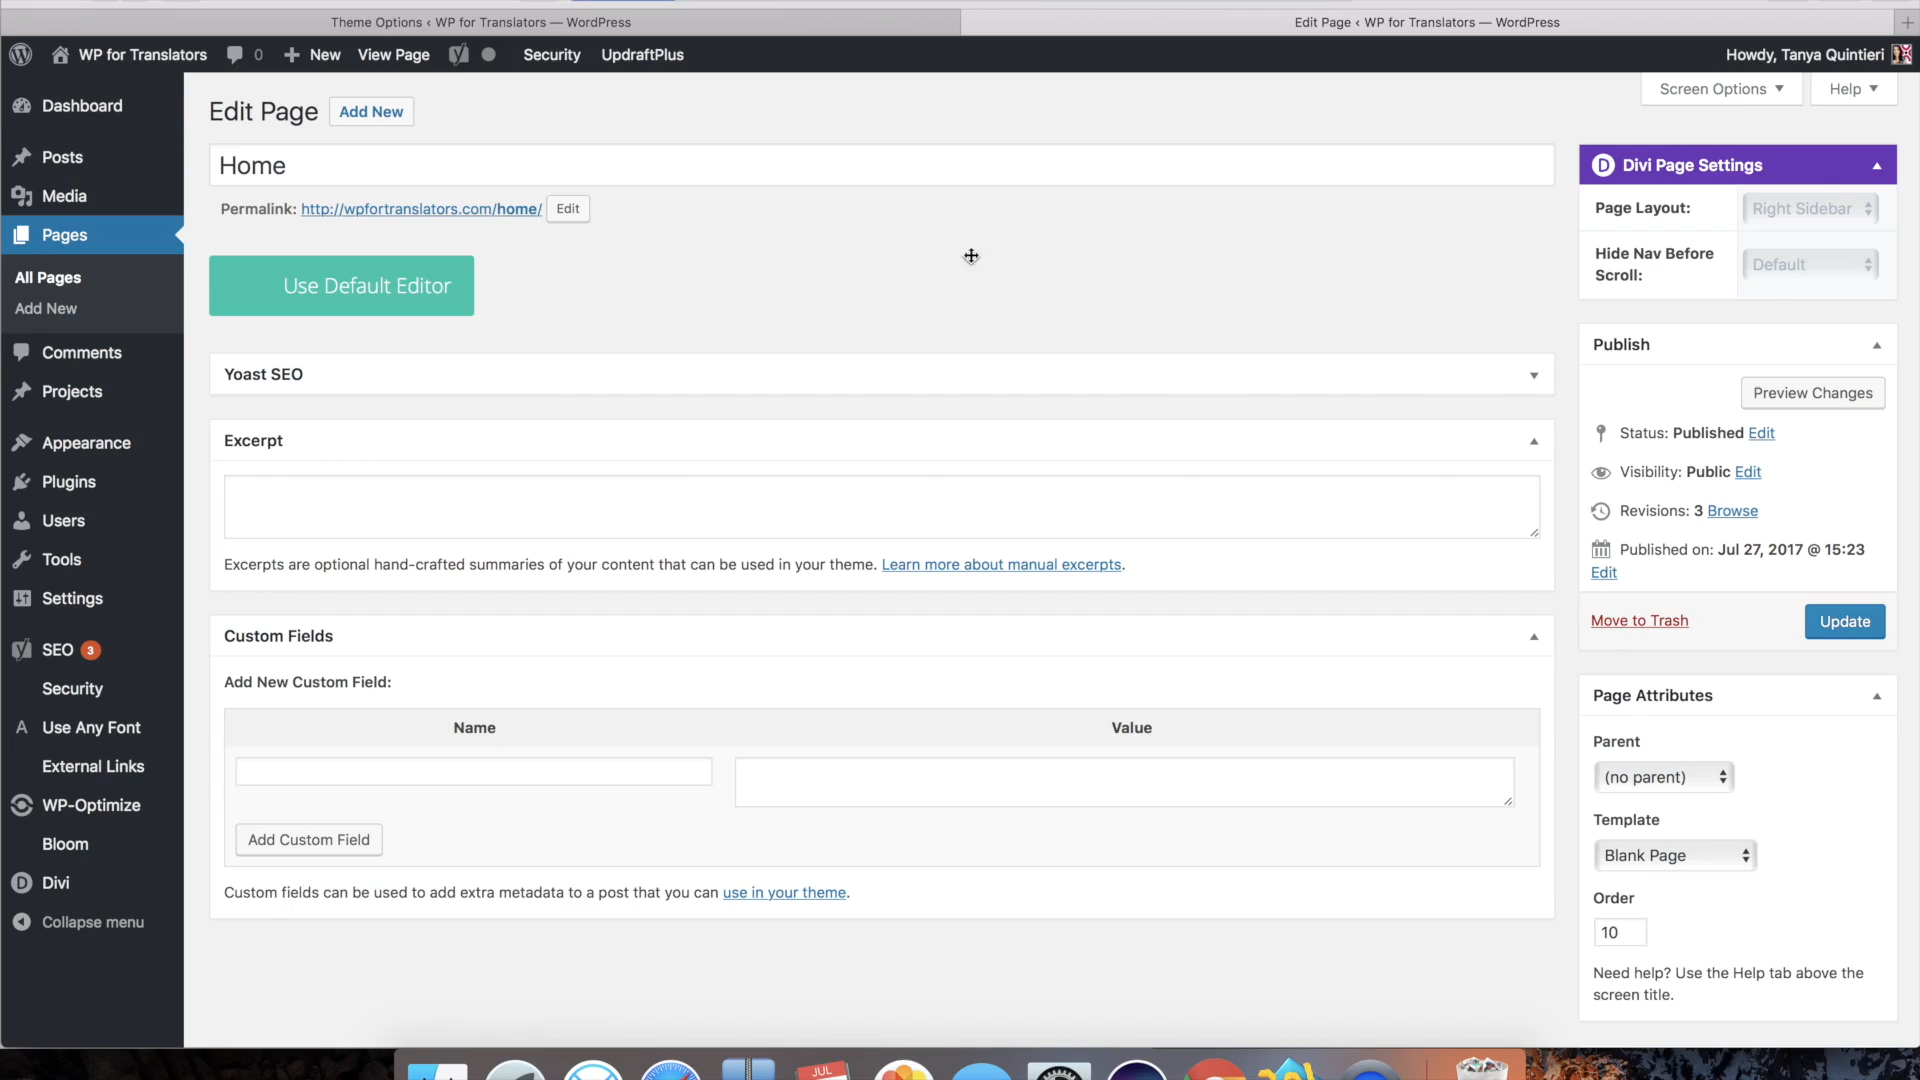 Theme Options ‹ WP for Translators — WordPress
Edit Page ‹ WP for Translators — WordPress
WP for Translators
0
New
View Page
Security
UpdraftPlus
Howdy, Tanya Quintieri
Screen Options
Help
Dashboard
Posts
Media
Pages
All Pages
Add New
Comments
Projects
Appearance
Plugins
Users
Tools
Settings
SEO 3
Security
A Use Any Font
External Links
WP-Optimize
Bloom
D Divi
Collapse menu
Edit Page
Add New
Home
Permalink: http://wpfortranslators.com/home/ Edit
Use Default Editor
Yoast SEO
Excerpt
Excerpts are optional hand-crafted summaries of your content that can be used in your theme. Learn more about manual excerpts.
Custom Fields
Add New Custom Field:
Name
Value
Add Custom Field
Custom fields can be used to add extra metadata to a post that you can use in your theme.
D Divi Page Settings
Page Layout:
Right Sidebar
Hide Nav Before
Scroll:
Default
Publish
Preview Changes
Status: Published Edit
Visibility: Public Edit
Revisions: 3 Browse
Published on: Jul 27, 2017 @ 15:23
Edit
Move to Trash
Update
Page Attributes
Parent
(no parent)
Template
Blank Page
Order
10
Need help? Use the Help tab above the
screen title.
JUL